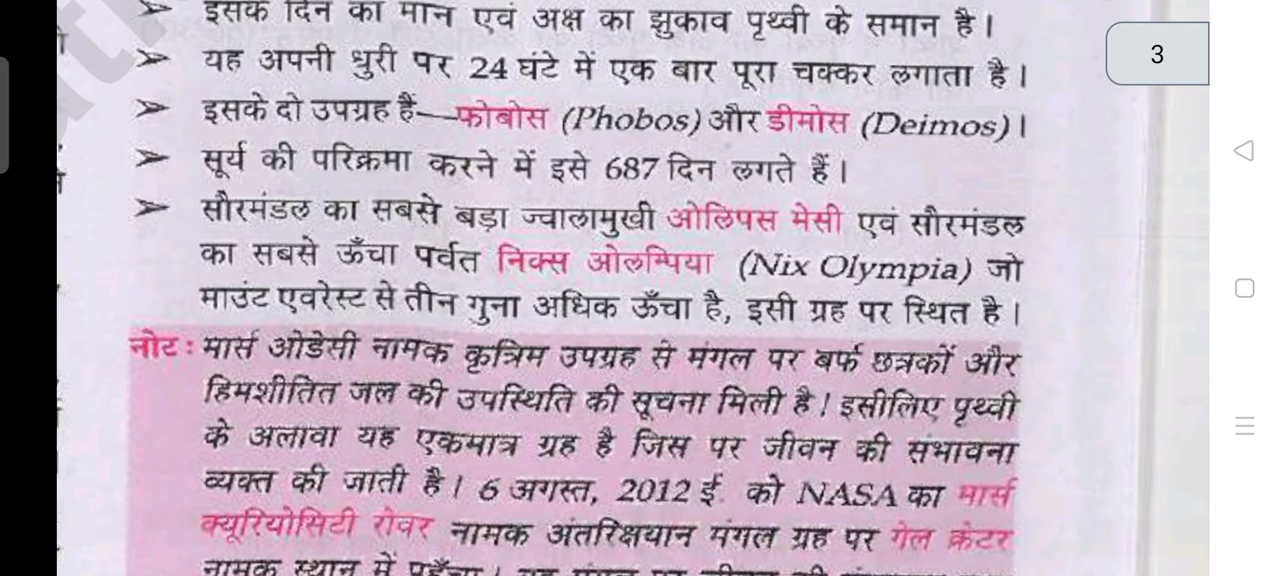 ➢ इसके दिन का मान एवं अक्ष का झुकाव पृथ्वी के समान है।
3
➢ यह अपनी धुरी पर 24 घंटे में एक बार पूरा चक्कर लगाता है।
➢ इसके दो उपग्रह हैं—फोबोस (Phobos) और डीमोस (Deimos)।
➢ सूर्य की परिक्रमा करने में इसे 687 दिन लगते हैं।
➢ सौरमंडल का सबसे बड़ा ज्वालामुखी ओलिपस मेसी एवं सौरमंडल
का सबसे ऊँचा पर्वत निक्स ओलम्पिया (Nix Olympia) जो
माउंट एवरेस्ट से तीन गुना अधिक ऊँचा है, इसी ग्रह पर स्थित है।
नोट : मार्स ओडेसी नामक कृत्रिम उपग्रह से मंगल पर बर्फ छत्रकों और
हिमशीतित जल की उपस्थिति की सूचना मिली है। इसीलिए पृथ्वी
के अलावा यह एकमात्र ग्रह है जिस पर जीवन की संभावना
व्यक्त की जाती है। 6 अगस्त, 2012 ई. को NASA का मार्स
क्यूरियोसिटी रोवर नामक अंतरिक्षयान मंगल ग्रह पर गेल क्रेटर
नामक स्थान में पहुँचा।